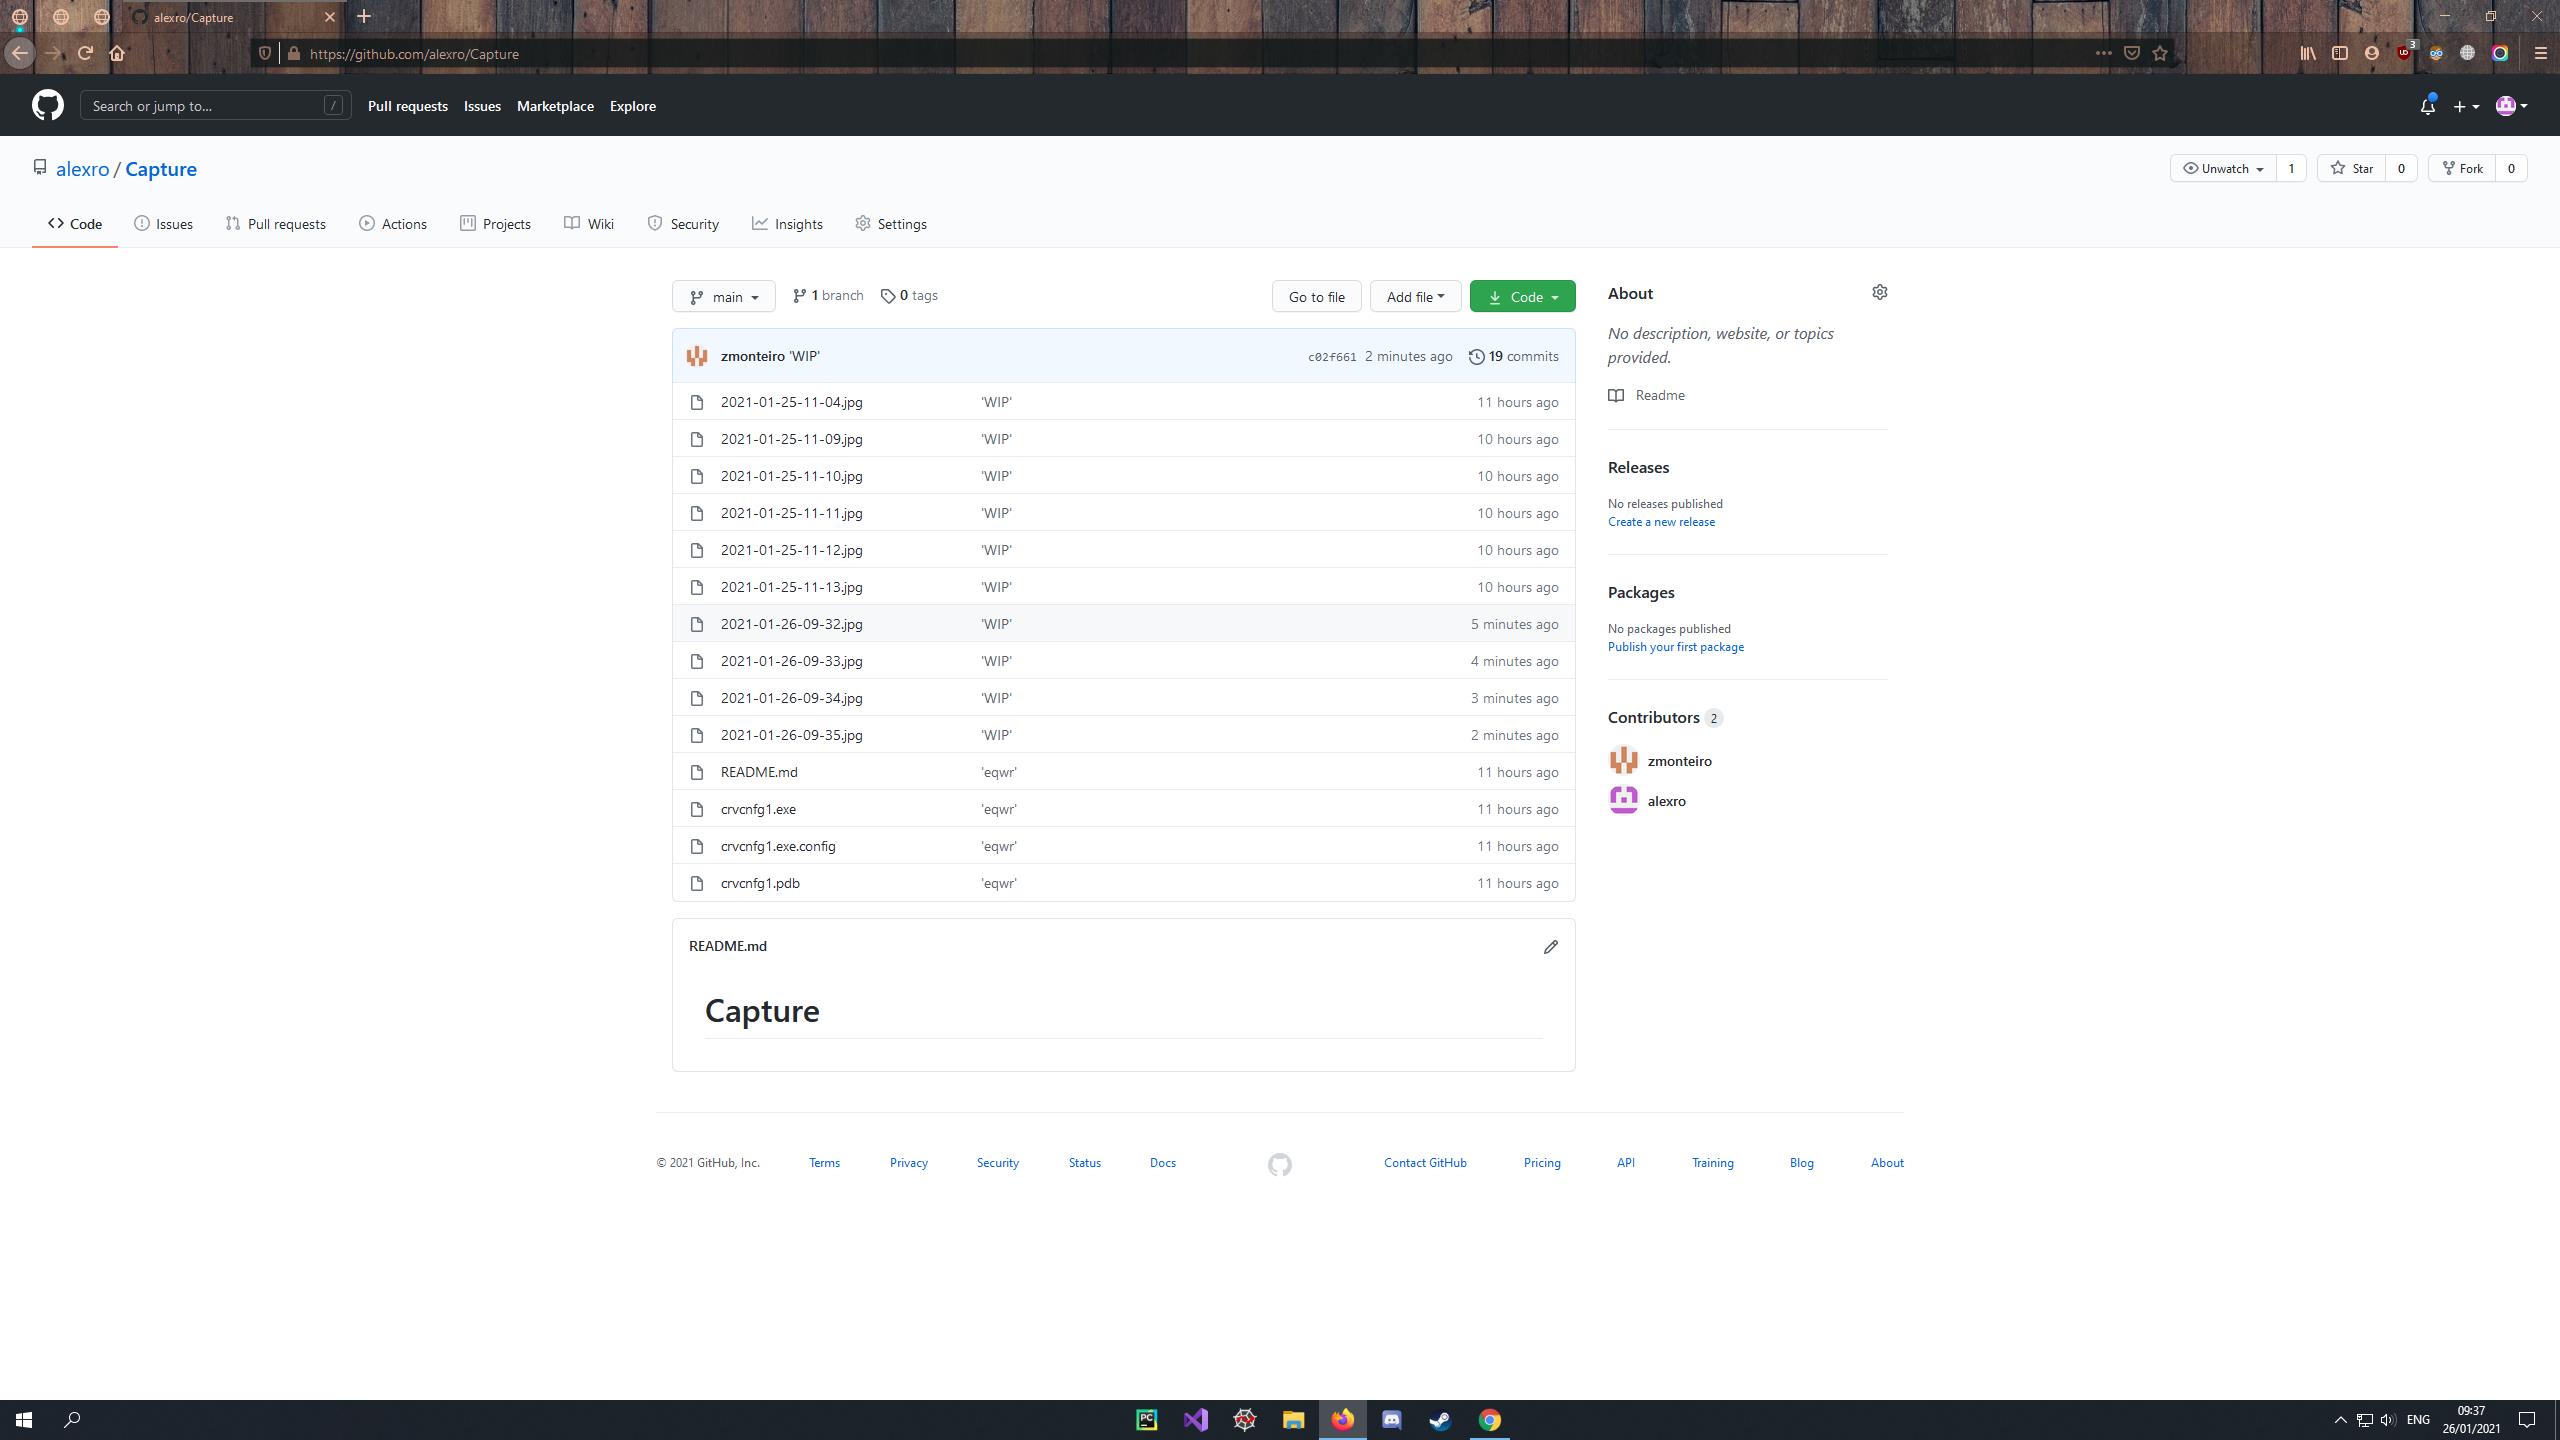 alexro/Capture
https://github.com/alexro/Capture
3
Search or jump to... /
Pull requests Issues Marketplace Explore
alexro / Capture
Unwatch 1 Star 0 Fork 0
Code Issues Pull requests Actions Projects Wiki Security Insights Settings
main 1 branch 0 tags Go to file Add file Code
zmonteiro 'WIP' c02f661 2 minutes ago 19 commits
2021-01-25-11-04.jpg 'WIP' 11 hours ago
2021-01-25-11-09.jpg 'WIP' 10 hours ago
2021-01-25-11-10.jpg 'WIP' 10 hours ago
2021-01-25-11-11.jpg 'WIP' 10 hours ago
2021-01-25-11-12.jpg 'WIP' 10 hours ago
2021-01-25-11-13.jpg 'WIP' 10 hours ago
2021-01-26-09-32.jpg 'WIP' 5 minutes ago
2021-01-26-09-33.jpg 'WIP' 4 minutes ago
2021-01-26-09-34.jpg 'WIP' 3 minutes ago
2021-01-26-09-35.jpg 'WIP' 2 minutes ago
README.md 'eqwr' 11 hours ago
crvcnfg1.exe 'eqwr' 11 hours ago
crvcnfg1.exe.config 'eqwr' 11 hours ago
crvcnfg1.pdb 'eqwr' 11 hours ago
README.md
Capture
About
No description, website, or topics
provided.
Readme
Releases
No releases published
Create a new release
Packages
No packages published
Publish your first package
Contributors 2
zmonteiro
alexro
© 2021 GitHub, Inc. Terms Privacy Security Status Docs Contact GitHub Pricing API Training Blog About
PC
ENG
09:37
26/01/2021